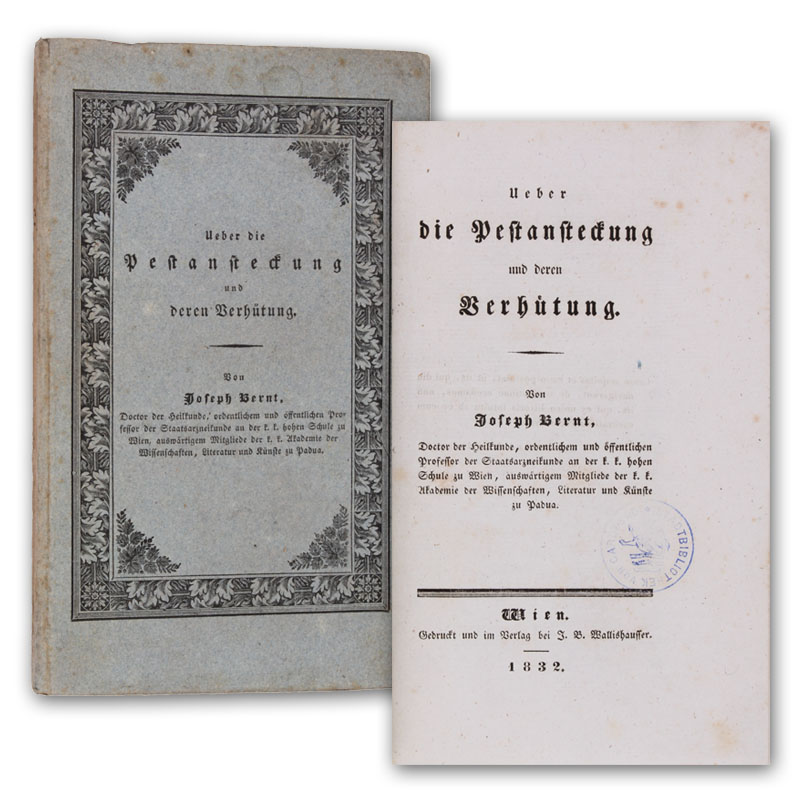 Ueber die
Pestansteckung
und
deren Verhütung.
Von
Joseph Bernt,
Doctor der Heilkunde, ordentlichem und öffentlichen Pro-
fessor der Staatsarzneikunde an der k. k. hohen Schule zu
Wien, auswärtigem Mitgliede der k. k. Akademie der
Wissenschaften, Literatur und Künste zu Padua.
Ueber
die Pestansteckung
und deren
Verhütung.
Von
Joseph Bernt,
Doctor der Heilkunde, ordentlichem und öffentlichen
Professor der Staatsarzneikunde an der k. k. hohen
Schule zu Wien, auswärtigem Mitgliede der k. k.
Akademie der Wissenschaften, Literatur und Künste
zu Padua.
Wien.
Gedruckt und im Verlag bei J. B. Wallishausser.
1832.